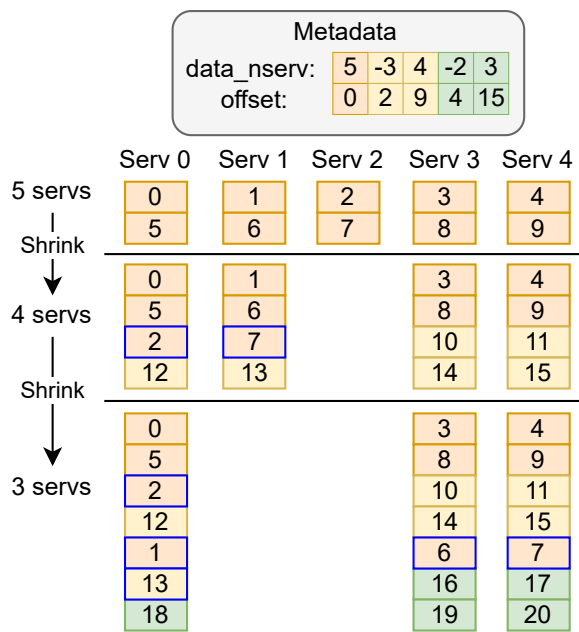 Metadata
data_nserv: 5 -3 4 -2 3
offset: 0 2 9 4 15
Serv 0 Serv 1 Serv 2 Serv 3 Serv 4
5 servs 0 1 2 3 4
5 6 7 8 9
Shrink
0 1 3 4
4 servs 5 6 8 9
2 7 10 11
12 13 14 15
Shrink
0 3 4
5 8 9
3 servs 2 10 11
12 14 15
1 6 7
13 16 17
18 19 20